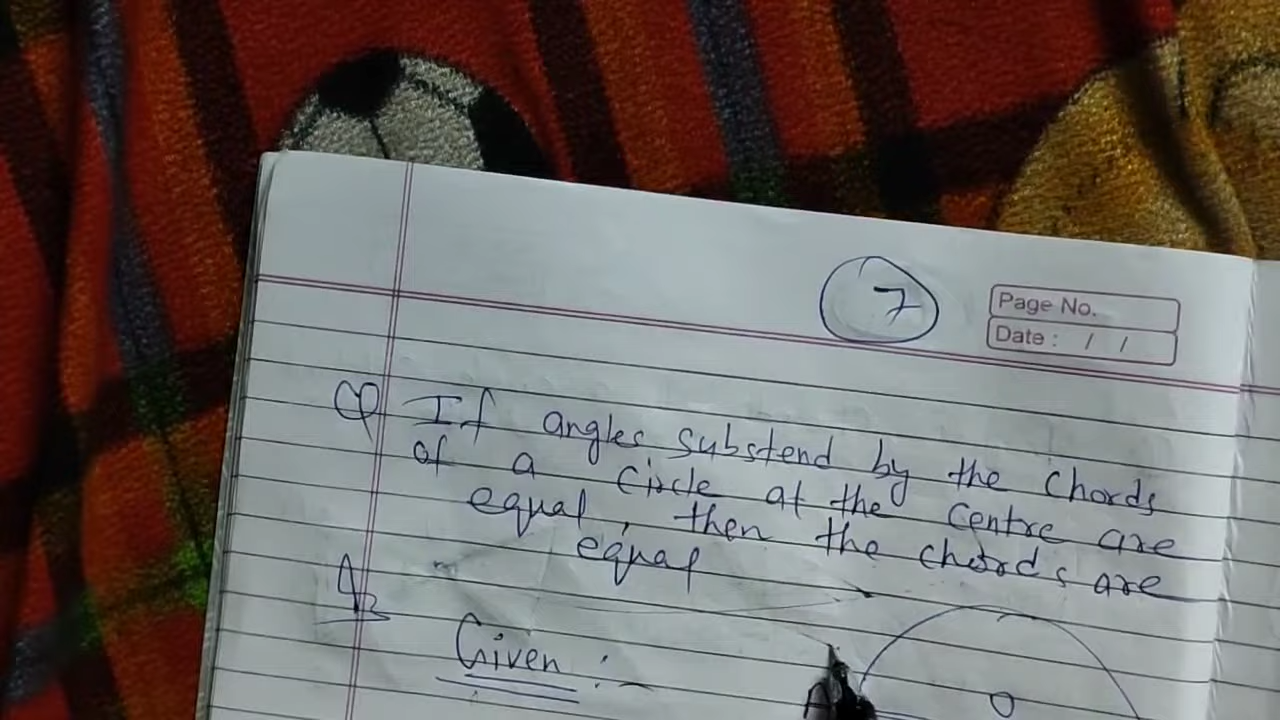 7
Page No.
Date : / /
Q If angles substend by the chords
of a circle at the centre are
equal, then the chords are
equal
Given :-
A
O